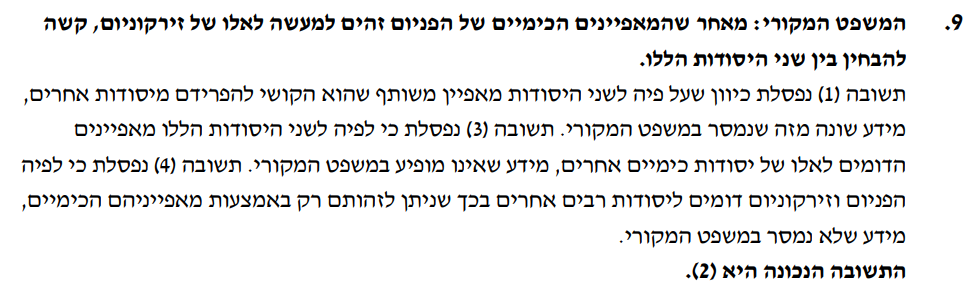 9. המשפט המקורי: מאחר שהמאפיינים הכימיים של הפניום זהים למעשה לאלו של זירקוניום, קשה
להבחין בין שני היסודות הללו.
תשובה (1) נפסלת כיוון שעל פיה לשני היסודות מאפיין משותף שהוא הקושי להפרידם מיסודות אחרים,
מידע שונה מזה שנמסר במשפט המקורי. תשובה (3) נפסלת כי לפיה לשני היסודות הללו מאפיינים
הדומים לאלו של יסודות כימיים אחרים, מידע שאינו מופיע במשפט המקורי. תשובה (4) נפסלת כי לפיה
הפניום וזירקוניום דומים ליסודות רבים אחרים בכך שניתן לזהותם רק באמצעות מאפייניהם הכימיים,
מידע שלא נמסר במשפט המקורי.
התשובה הנכונה היא (2).